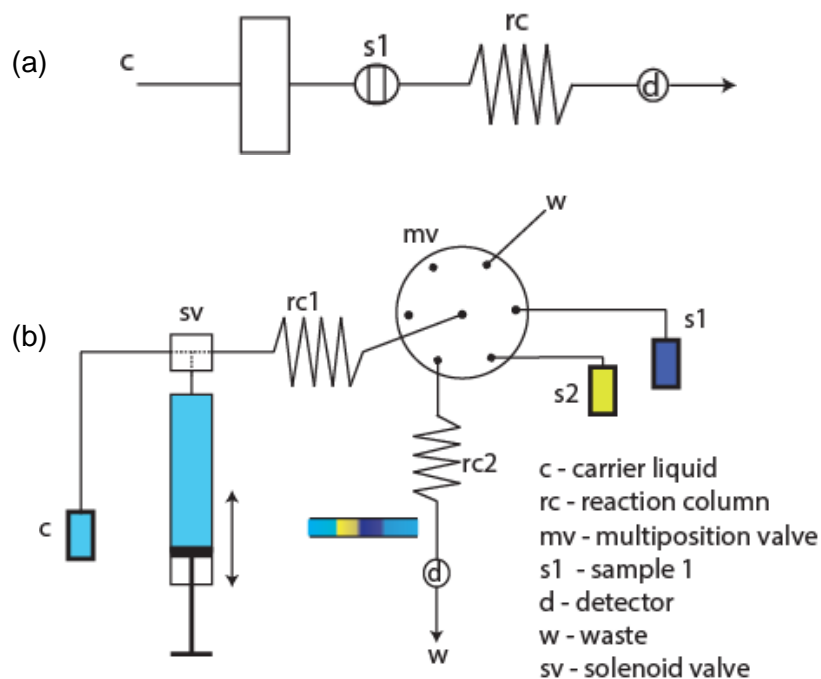 (a)
c
s1
rc
d
(b)
w
mv
sv
rc1
s1
s2
rc2
c
d
w
c - carrier liquid
rc - reaction column
mv - multiposition valve
s1 - sample 1
d - detector
w - waste
sv - solenoid valve